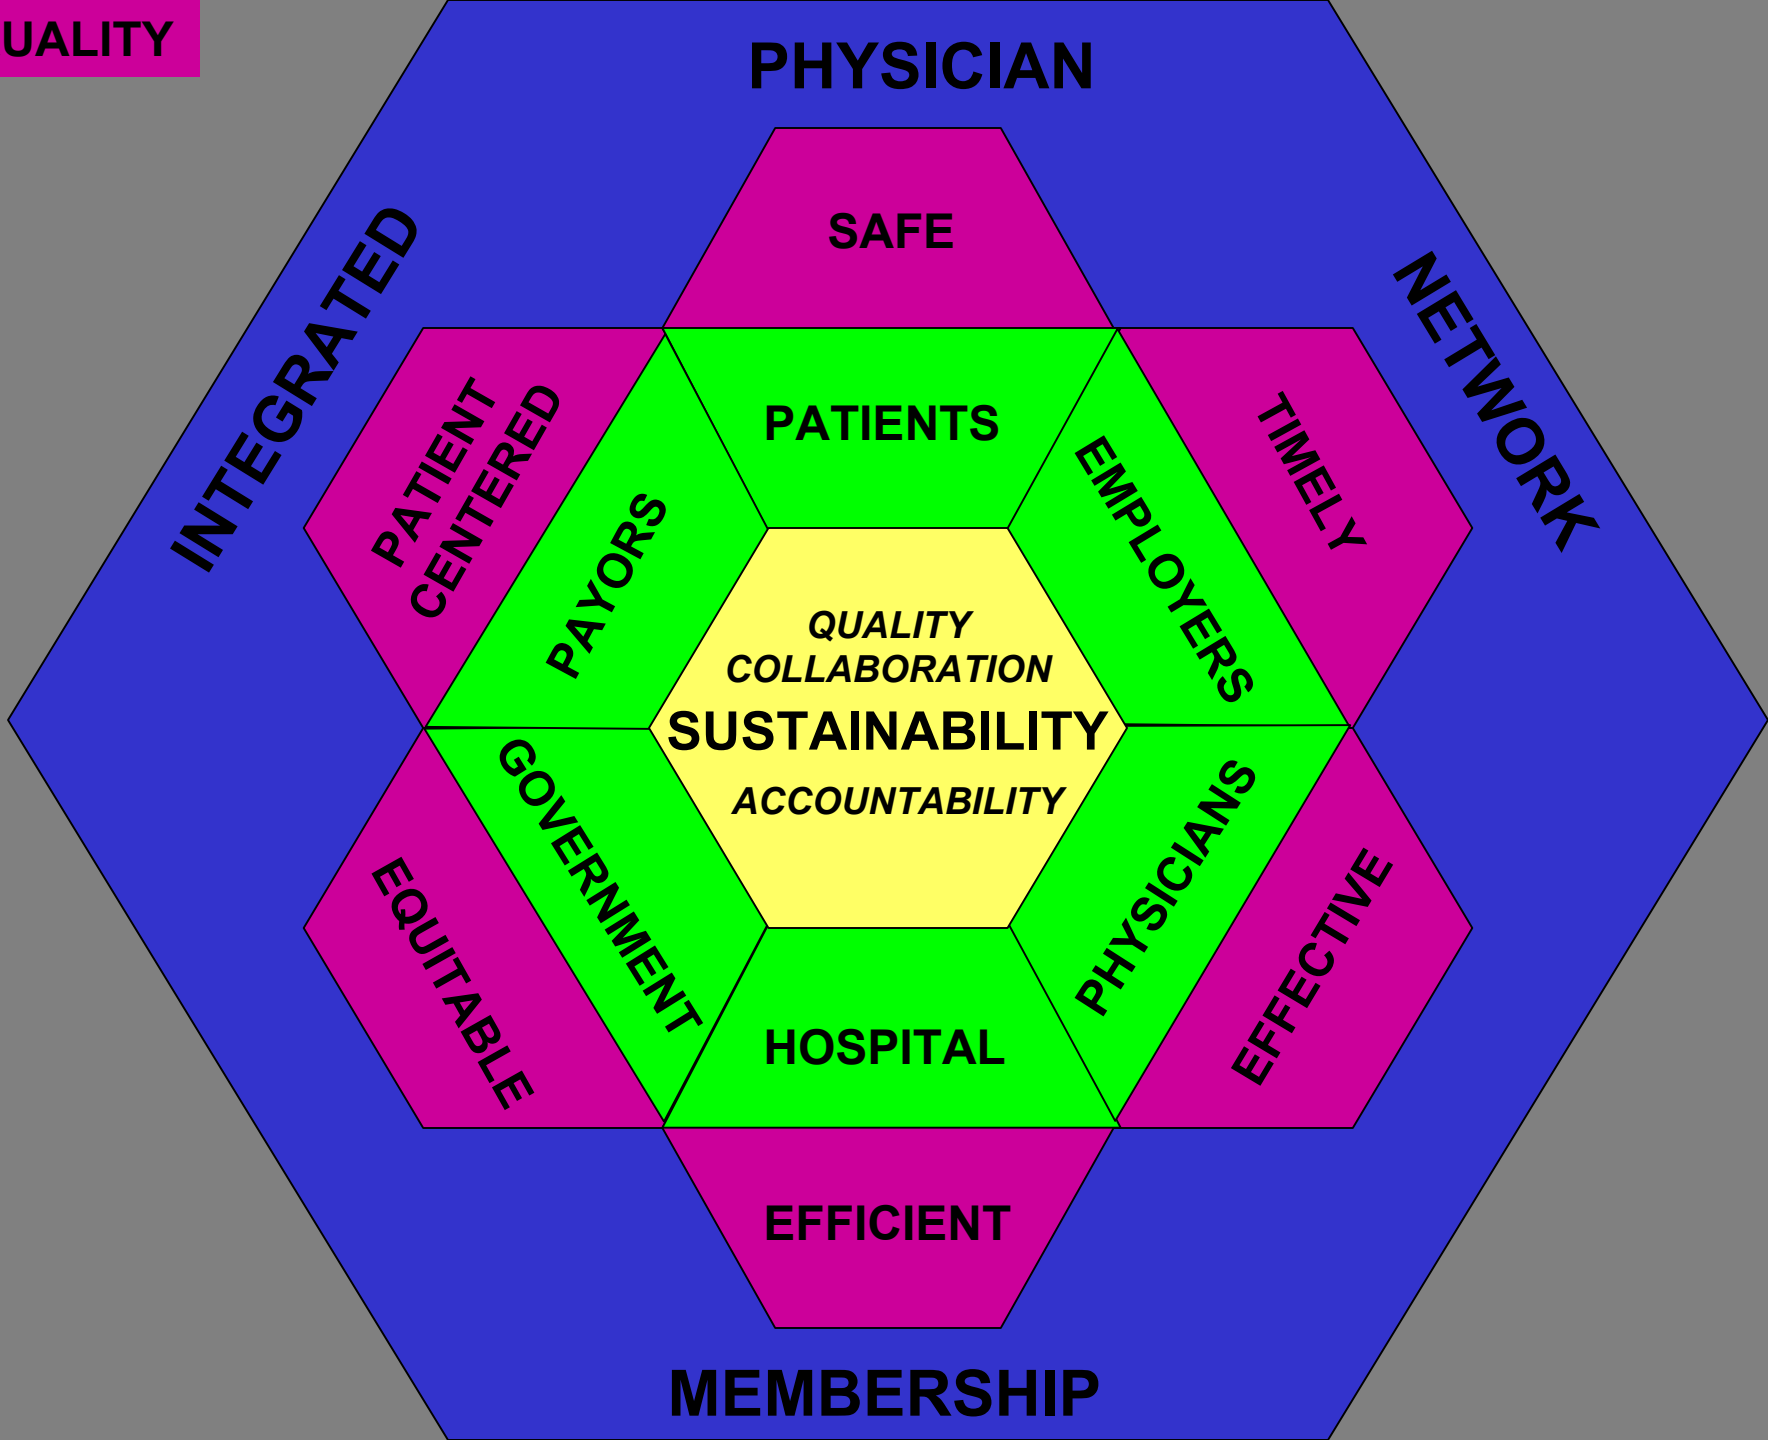 UALITY
PHYSICIAN
INTEGRATED
NETWORK
SAFE
PATIENT
CENTERED
TIMELY
PATIENTS
PAYORS
EMPLOYERS
QUALITY
COLLABORATION
SUSTAINABILITY
ACCOUNTABILITY
GOVERNMENT
PHYSICIANS
EQUITABLE
EFFECTIVE
HOSPITAL
EFFICIENT
MEMBERSHIP